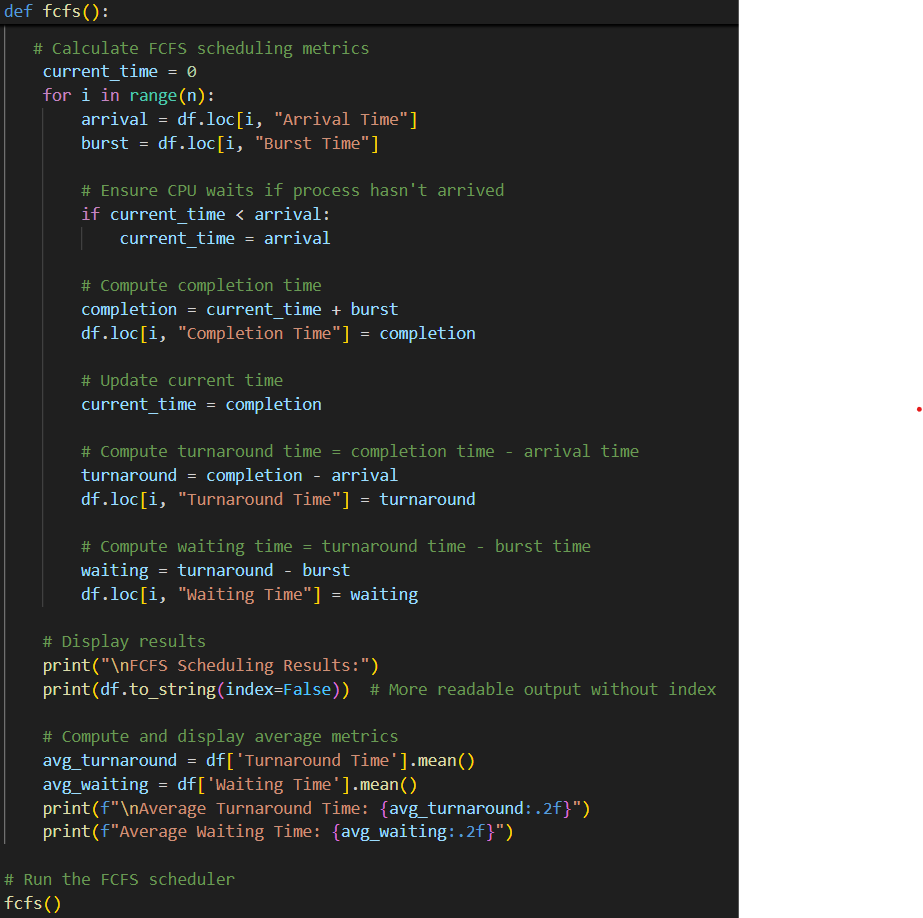 def fcfs():
# Calculate FCFS scheduling metrics
current_time = 0
for i in range(n):
arrival = df.loc[i, "Arrival Time"]
burst = df.loc[i, "Burst Time"]
# Ensure CPU waits if process hasn't arrived
if current_time < arrival:
current_time = arrival
# Compute completion time
completion = current_time + burst
df.loc[i, "Completion Time"] = completion
# Update current time
current_time = completion
# Compute turnaround time = completion time - arrival time
turnaround = completion - arrival
df.loc[i, "Turnaround Time"] = turnaround
# Compute waiting time = turnaround time - burst time
waiting = turnaround - burst
df.loc[i, "Waiting Time"] = waiting
# Display results
print("\nFCFS Scheduling Results:")
print(df.to_string(index=False))  # More readable output without index
# Compute and display average metrics
avg_turnaround = df['Turnaround Time'].mean()
avg_waiting = df['Waiting Time'].mean()
print(f"\nAverage Turnaround Time: {avg_turnaround:.2f}")
print(f"Average Waiting Time: {avg_waiting:.2f}")
# Run the FCFS scheduler
fcfs()